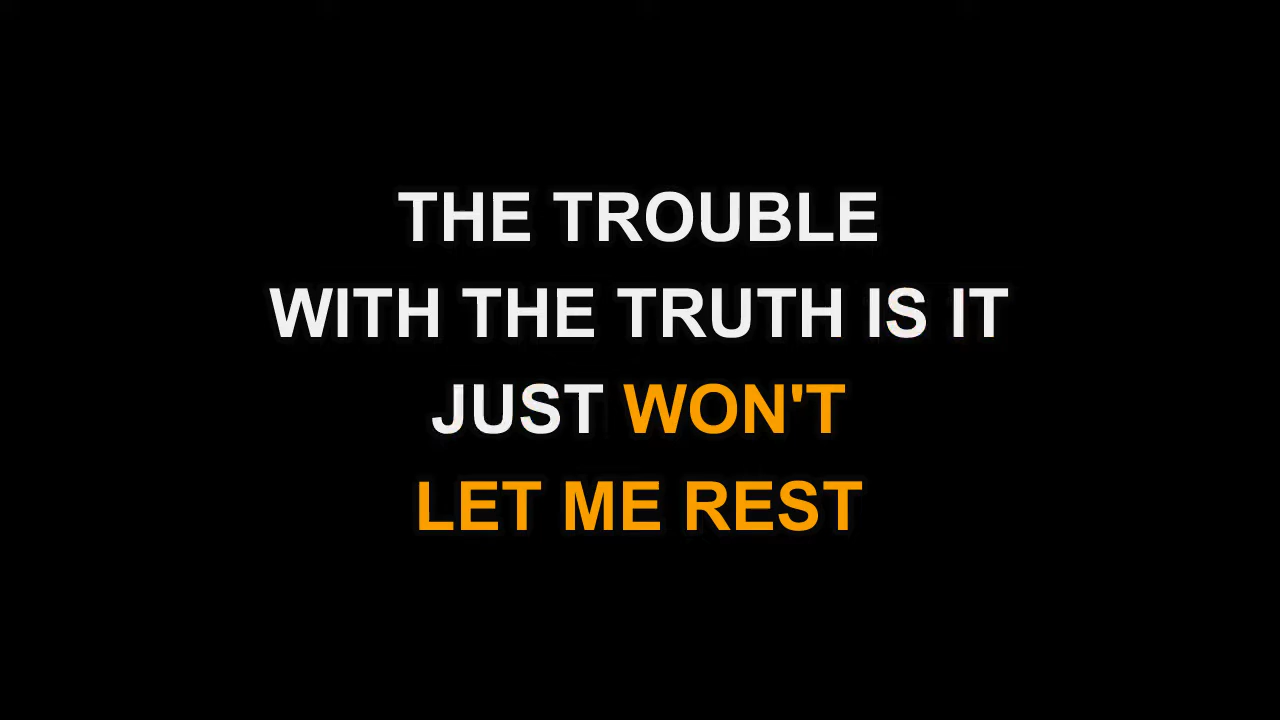 THE TROUBLE
WITH THE TRUTH IS IT
JUST WON'T
LET ME REST